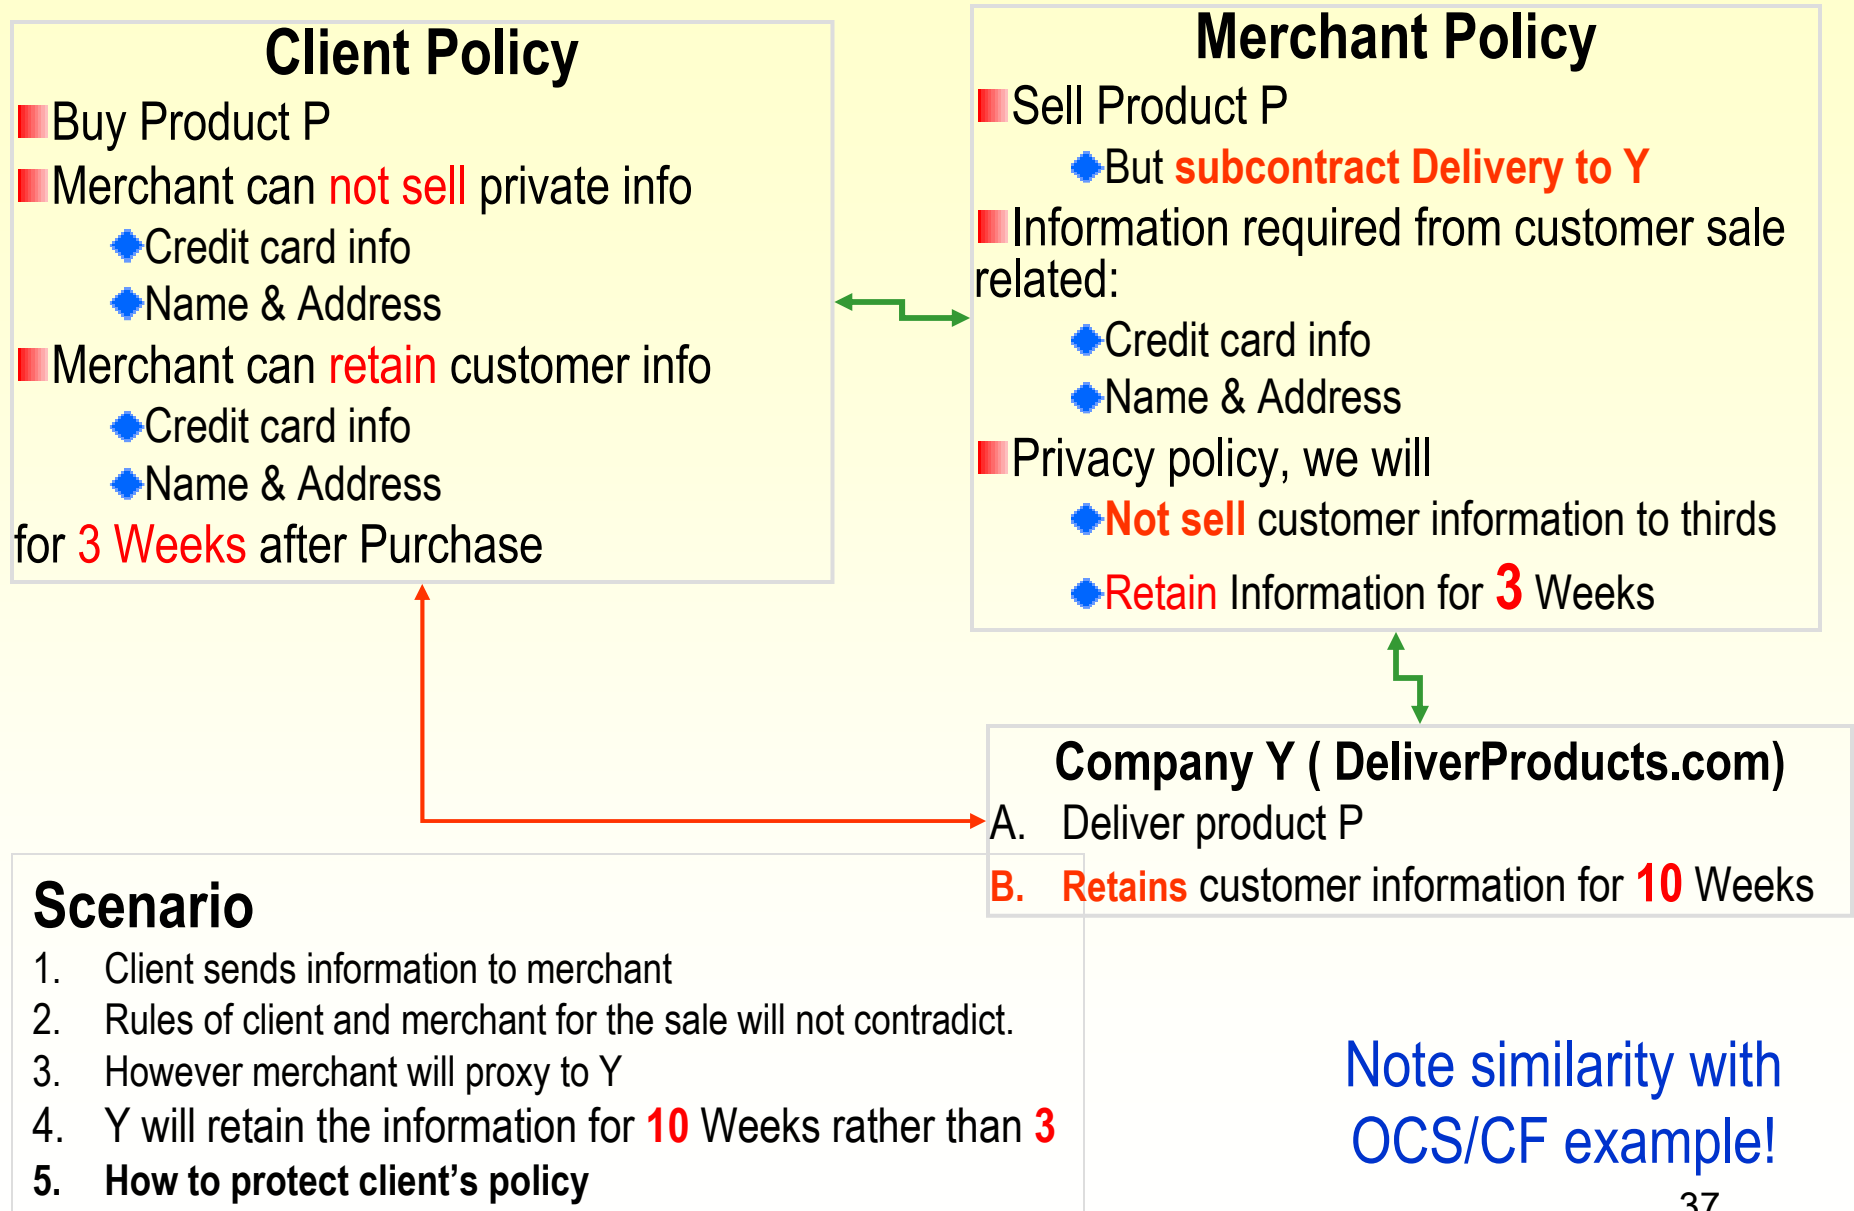 Client Policy
Buy Product P
Merchant can not sell private info
Credit card info
Name & Address
Merchant can retain customer info
Credit card info
Name & Address
for 3 Weeks after Purchase
Merchant Policy
Sell Product P
But subcontract Delivery to Y
Information required from customer sale
related:
Credit card info
Name & Address
Privacy policy, we will
Not sell customer information to thirds
Retain Information for 3 Weeks
Company Y ( DeliverProducts.com)
A. Deliver product P
B. Retains customer information for 10 Weeks
Scenario
1. Client sends information to merchant
2. Rules of client and merchant for the sale will not contradict.
3. However merchant will proxy to Y
4. Y will retain the information for 10 Weeks rather than 3
5. How to protect client's policy
Note similarity with
OCS/CF example!
37